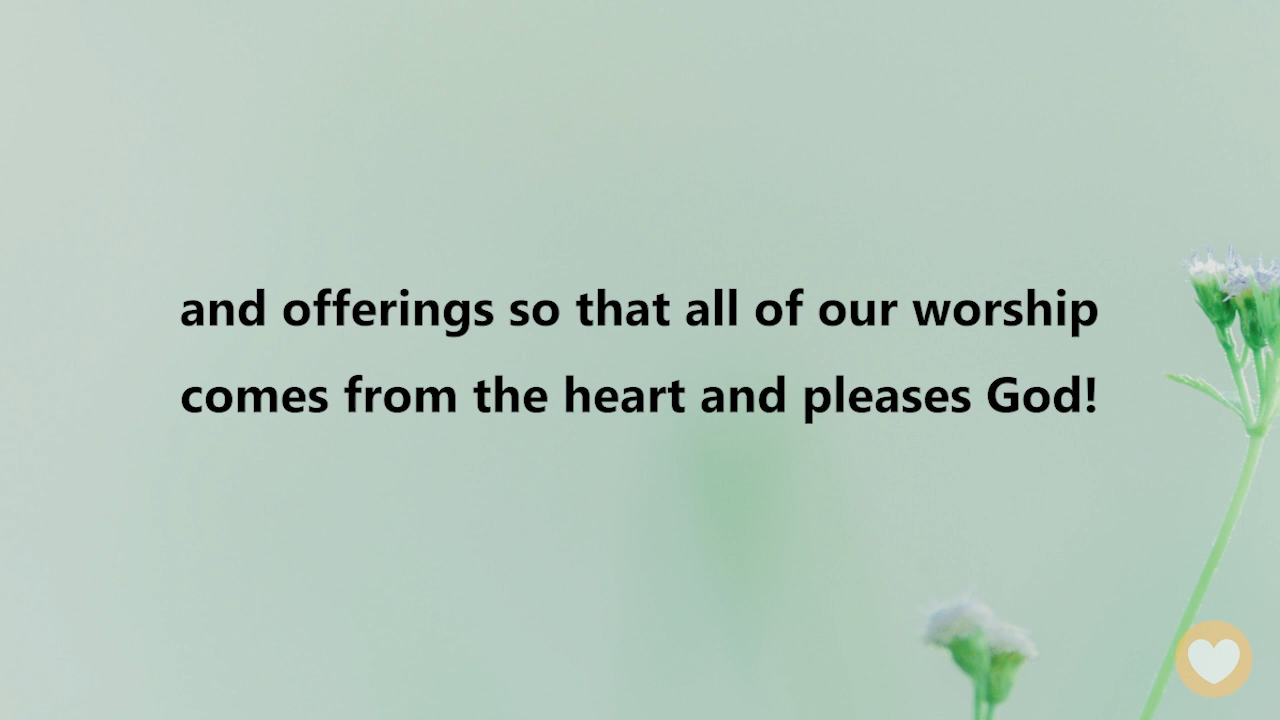 and offerings so that all of our worship
comes from the heart and pleases God!